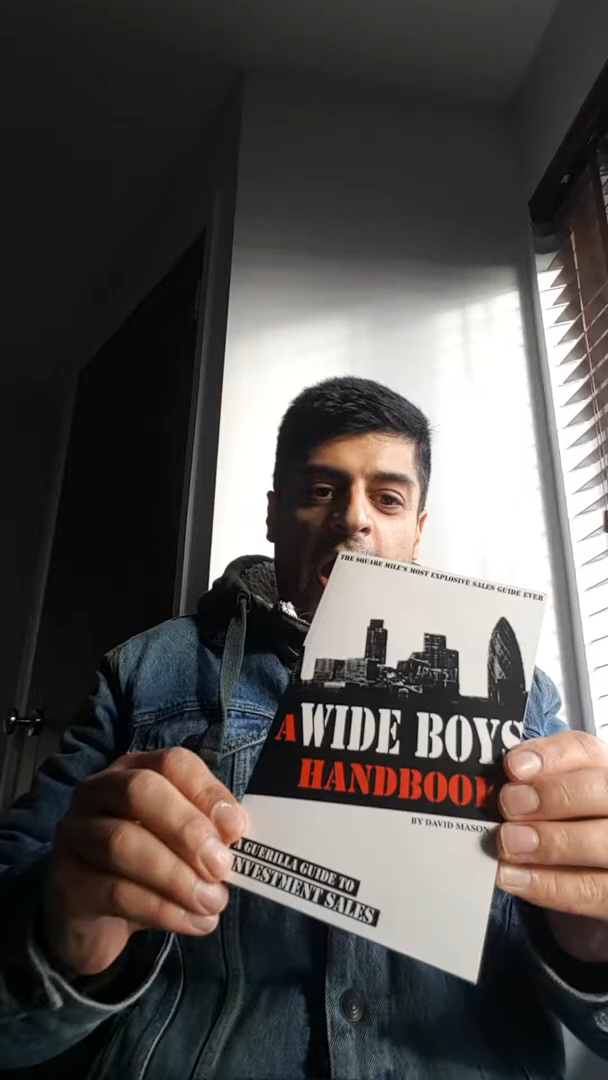 THE SQUARE MILE'S MOST EXPLOSIVE SALES GUIDE EVER
A WIDE BOYS
HANDBOOK
BY DAVID MASON
A GUERILLA GUIDE TO
INVESTMENT SALES